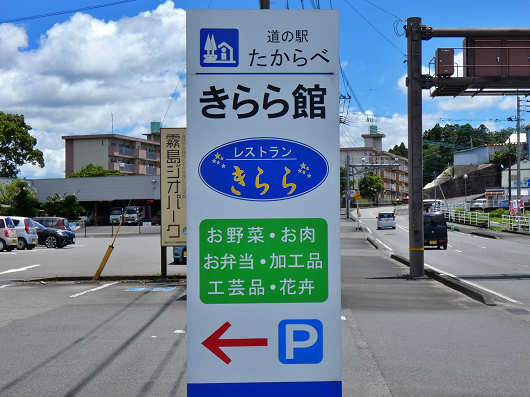 道の駅
たからべ
きらら館
レストラン
きらら
お野菜・お肉
お弁当・加工品
工芸品・花卉
P
霧島ジオパーク